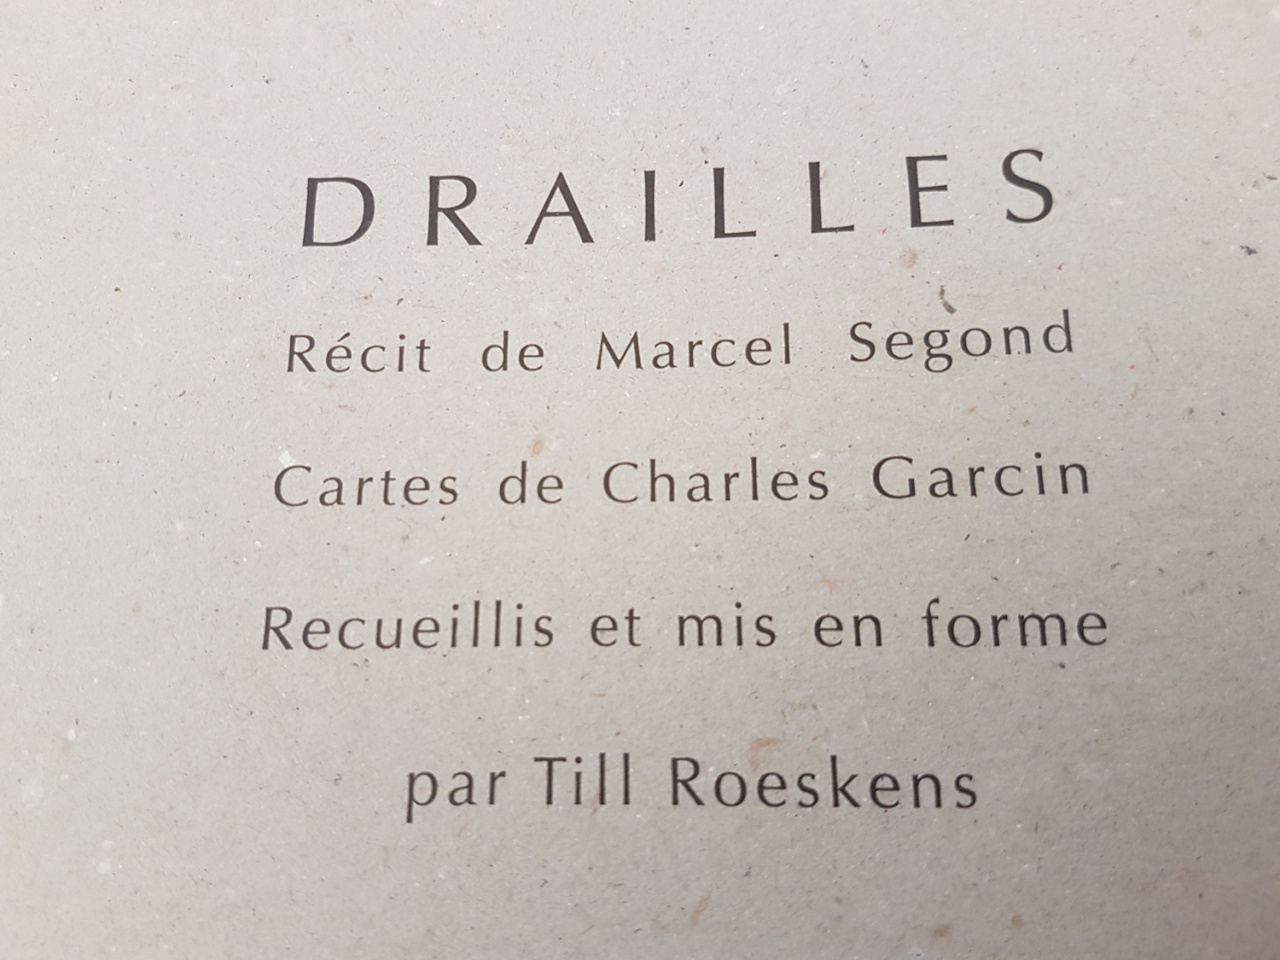 DRAILLES
Récit de Marcel Segond
Cartes de Charles Garcin
Recueillis et mis en forme
par Till Roeskens